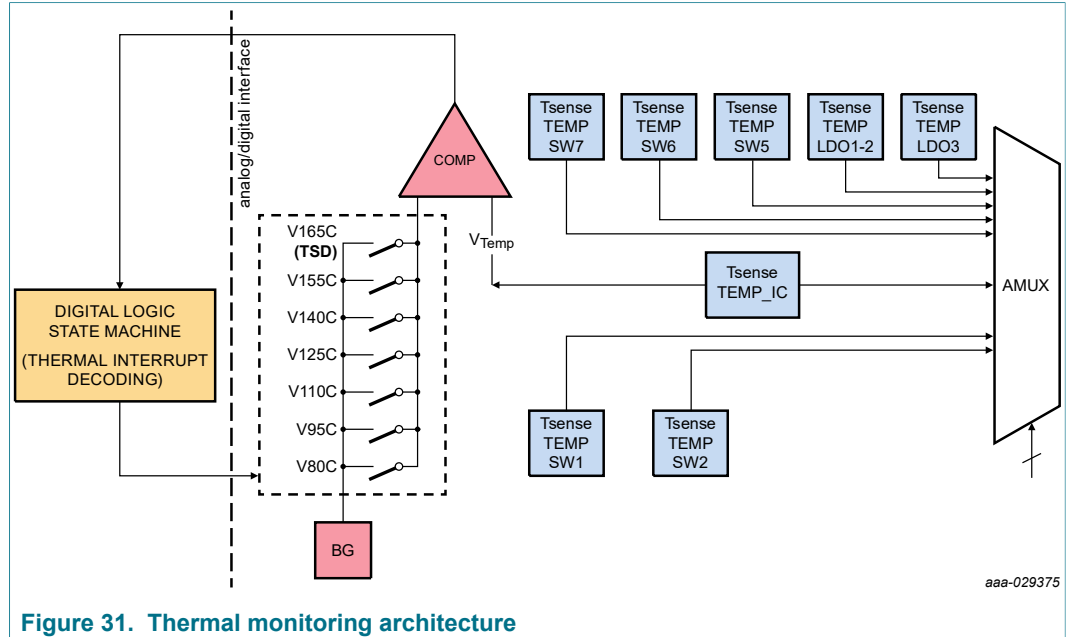 analog/digital interface
COMP
Tsense
TEMP
SW7
Tsense
TEMP
SW6
Tsense
TEMP
SW5
Tsense
TEMP
LDO1-2
Tsense
TEMP
LDO3
V165C
(TSD)
V155C
V140C
V125C
V110C
V95C
V80C
VTemp
Tsense
TEMP_IC
AMUX
DIGITAL LOGIC
STATE MACHINE
(THERMAL INTERRUPT
DECODING)
Tsense
TEMP
SW1
Tsense
TEMP
SW2
BG
aaa-029375
Figure 31. Thermal monitoring architecture